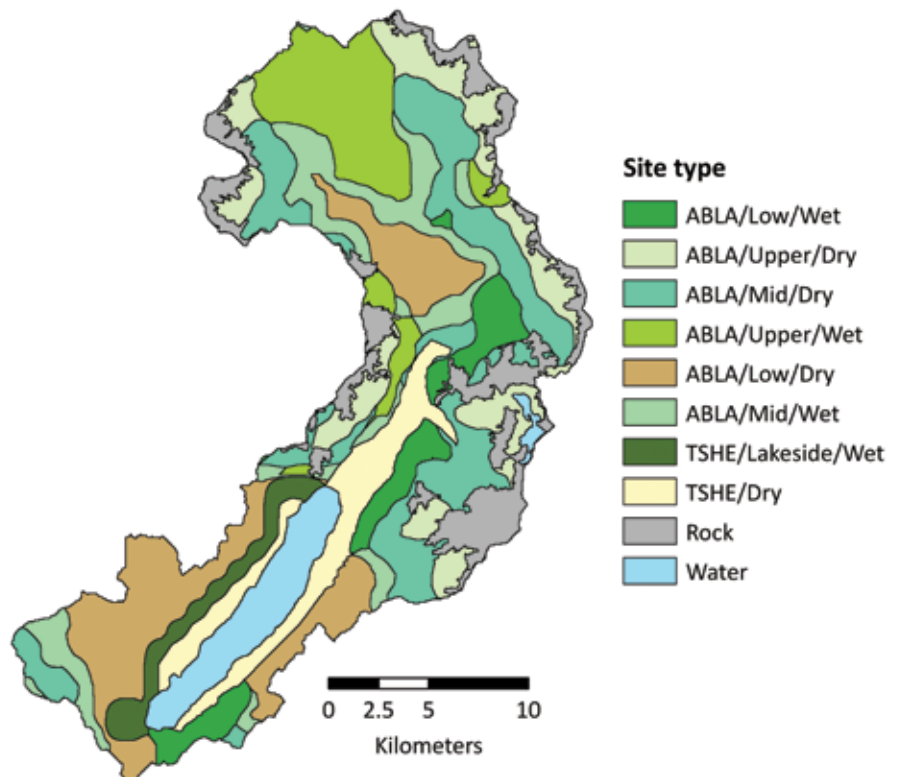 Site type
ABLA/Low/Wet
ABLA/Upper/Dry
ABLA/Mid/Dry
ABLA/Upper/Wet
ABLA/Low/Dry
ABLA/Mid/Wet
TSHE/Lakeside/Wet
TSHE/Dry
Rock
Water
0 2.5 5 10
Kilometers